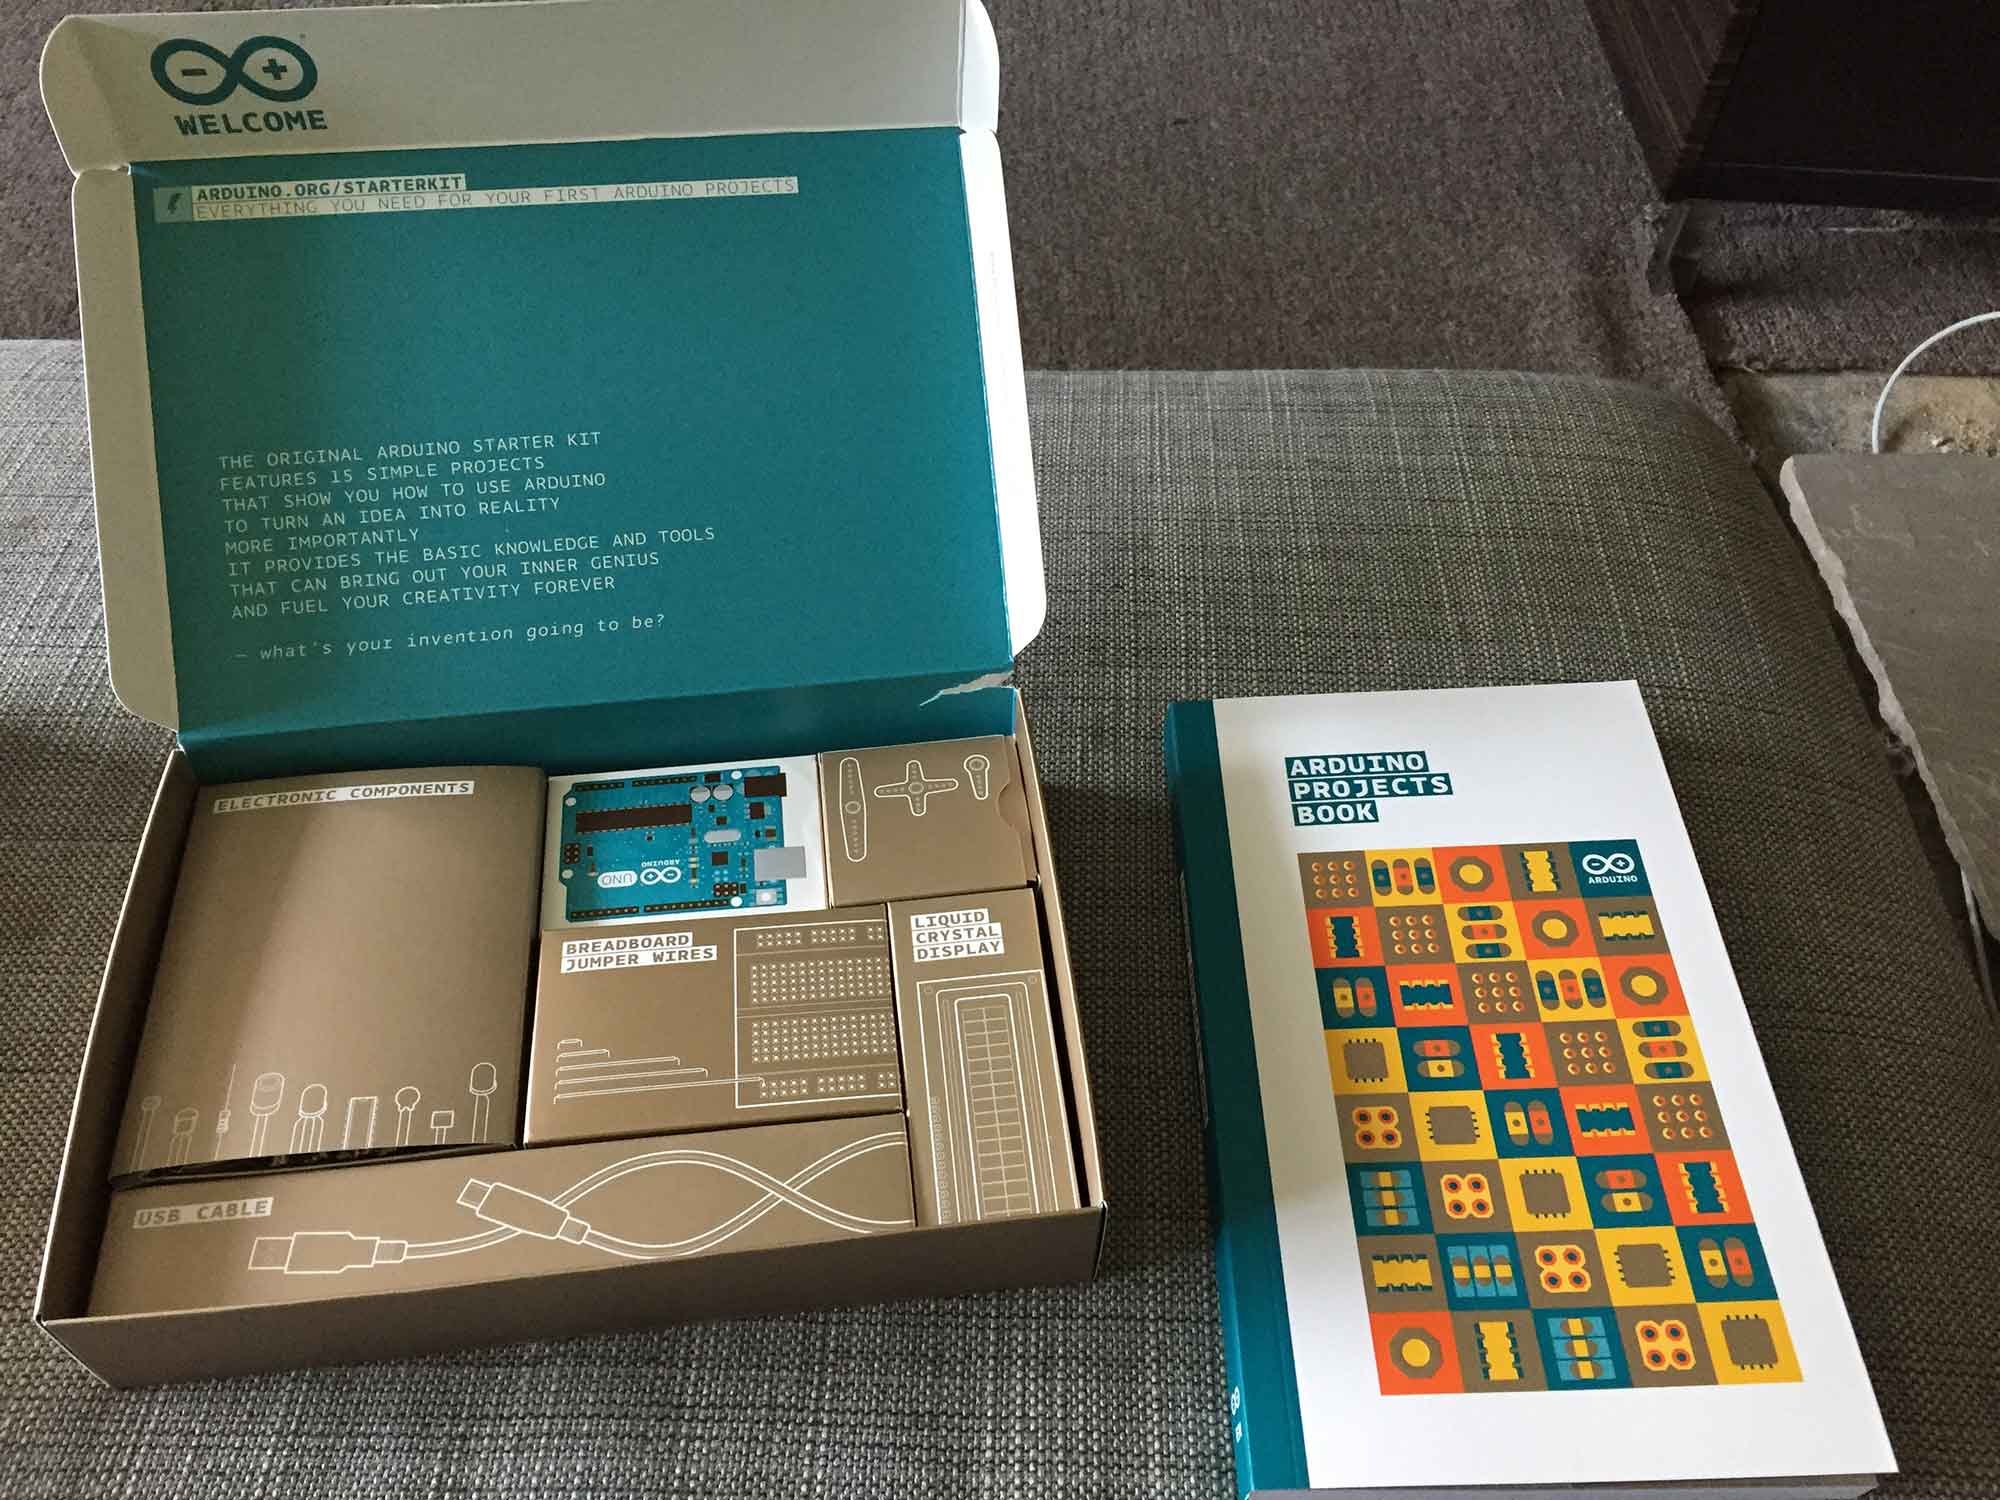 WELCOME
ARDUINO.ORG/STARTERKIT
EVERYTHING YOU NEED FOR YOUR FIRST ARDUINO PROJECTS
THE ORIGINAL ARDUINO STARTER KIT
FEATURES 15 SIMPLE PROJECTS
THAT SHOW YOU HOW TO USE ARDUINO
TO TURN AN IDEA INTO REALITY
MORE IMPORTANTLY
IT PROVIDES THE BASIC KNOWLEDGE AND TOOLS
THAT CAN BRING OUT YOUR INNER GENIUS
AND FUEL YOUR CREATIVITY FOREVER
— what's your invention going to be?
ELECTRONIC COMPONENTS
ARDUINO
UNO
BREADBOARD
JUMPER WIRES
LIQUID
CRYSTAL
DISPLAY
USB CABLE
ARDUINO
PROJECTS
BOOK
ARDUINO